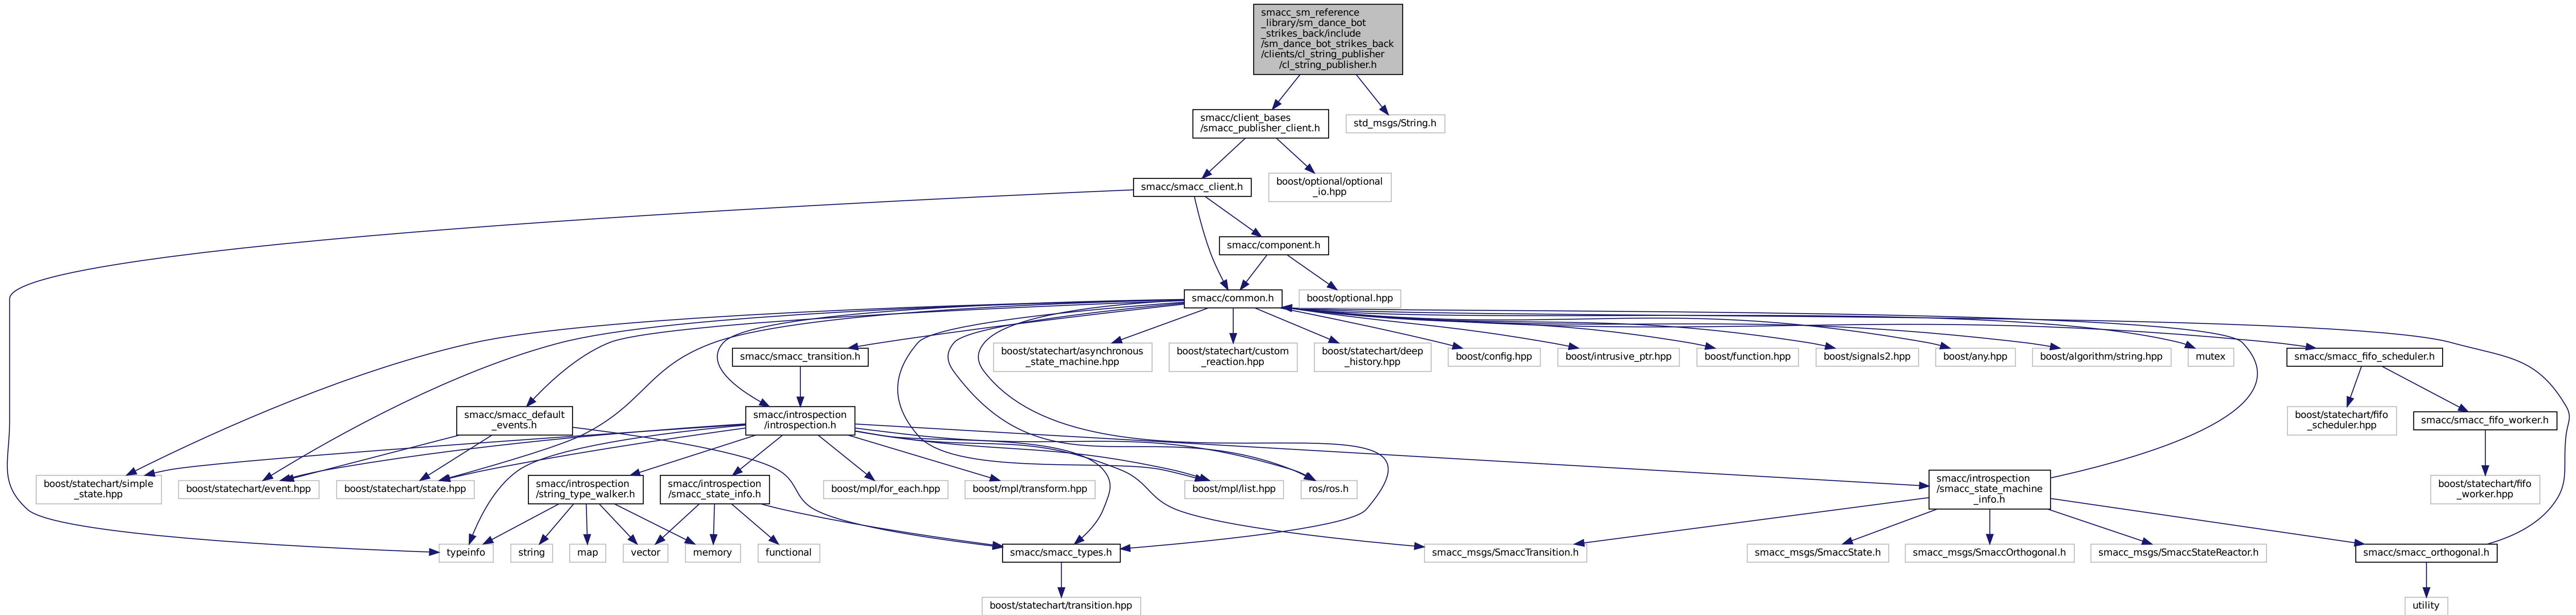 smacc_sm_reference
_library/sm_dance_bot
_strikes_back/include
/sm_dance_bot_strikes_back
/clients/cl_string_publisher
/cl_string_publisher.h
smacc/client_bases
/smacc_publisher_client.h
std_msgs/String.h
smacc/smacc_client.h
boost/optional/optional
_io.hpp
smacc/component.h
smacc/common.h
boost/optional.hpp
smacc/smacc_transition.h
boost/statechart/asynchronous
_state_machine.hpp
boost/statechart/custom
_reaction.hpp
boost/statechart/deep
_history.hpp
boost/config.hpp
boost/intrusive_ptr.hpp
boost/function.hpp
boost/signals2.hpp
boost/any.hpp
boost/algorithm/string.hpp
mutex
smacc/smacc_fifo_scheduler.h
smacc/smacc_default
_events.h
smacc/introspection
/introspection.h
boost/statechart/fifo
_scheduler.hpp
smacc/smacc_fifo_worker.h
boost/statechart/simple
_state.hpp
boost/statechart/event.hpp
boost/statechart/state.hpp
smacc/introspection
/string_type_walker.h
smacc/introspection
/smacc_state_info.h
boost/mpl/for_each.hpp
boost/mpl/transform.hpp
boost/mpl/list.hpp
ros/ros.h
smacc/introspection
/smacc_state_machine
_info.h
boost/statechart/fifo
_worker.hpp
typeinfo
string
map
vector
memory
functional
smacc/smacc_types.h
smacc_msgs/SmaccTransition.h
smacc_msgs/SmaccState.h
smacc_msgs/SmaccOrthogonal.h
smacc_msgs/SmaccStateReactor.h
smacc/smacc_orthogonal.h
boost/statechart/transition.hpp
utility